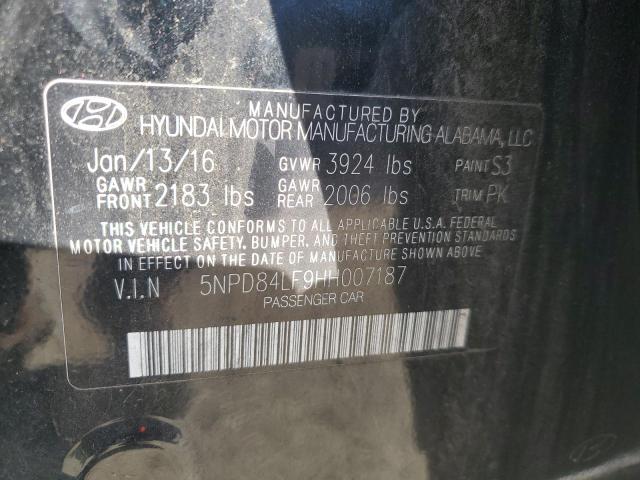 MANUFACTURED BY
HYUNDAI MOTOR MANUFACTURING ALABAMA, LLC
Jan/13/16 GVWR 3924 lbs PAINT S3
GAWR FRONT 2183 lbs GAWR REAR 2006 lbs TRIM PK
THIS VEHICLE CONFORMS TO ALL APPLICABLE U.S.A. FEDERAL
MOTOR VEHICLE SAFETY, BUMPER, AND THEFT PREVENTION
STANDARDS IN EFFECT ON THE DATE OF MANUFACTURE SHOWN ABOVE
V.I.N 5NPD84LF9HH007187
PASSENGER CAR